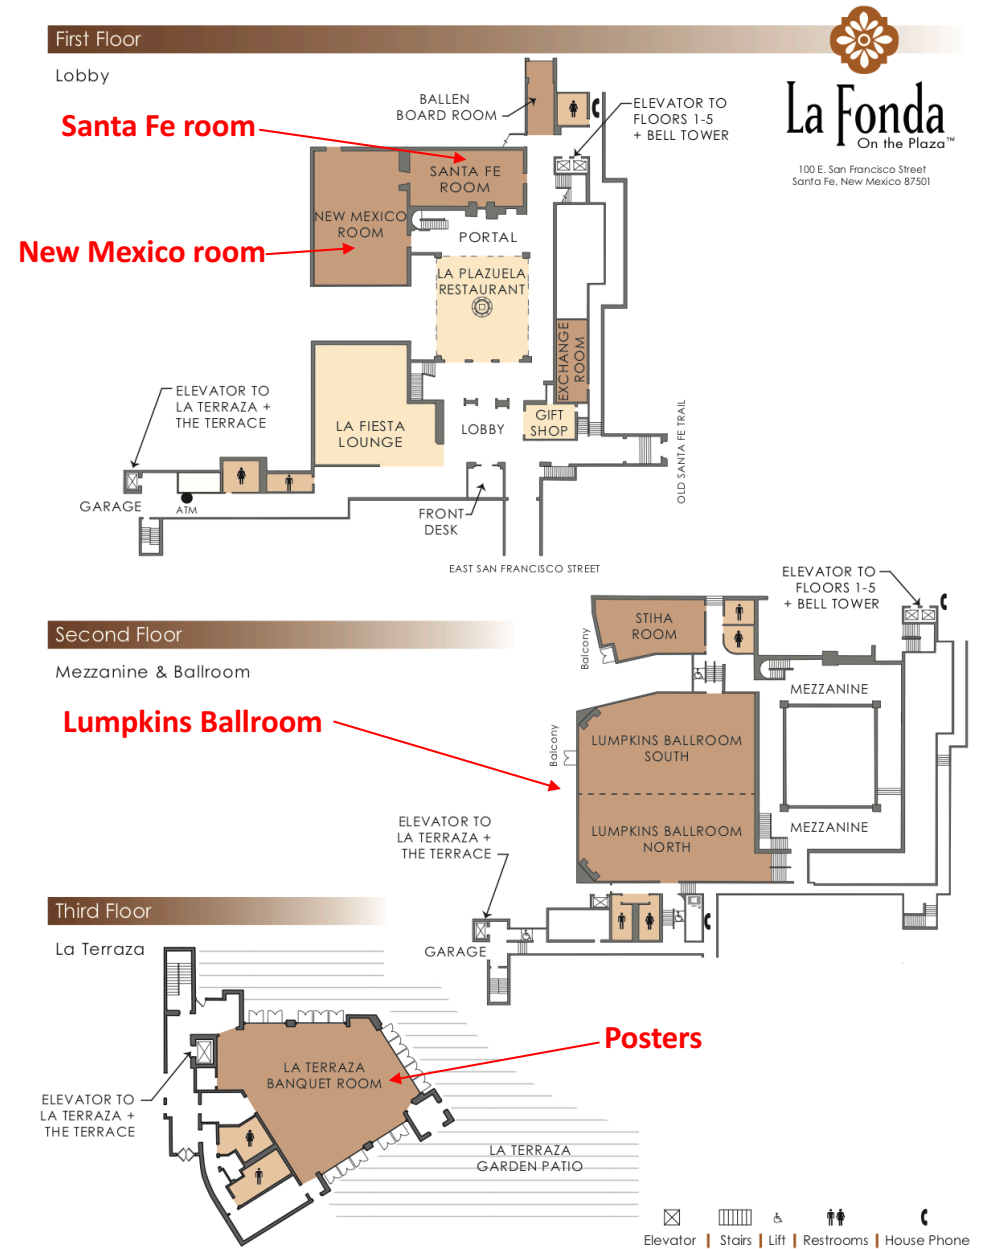 First Floor
Lobby
La Fonda
On the Plaza™
100 E. San Francisco Street
Santa Fe, New Mexico 87501
BALLEN
BOARD ROOM
ELEVATOR TO
FLOORS 1-5
+ BELL TOWER
Santa Fe room
SANTA FE
ROOM
NEW MEXICO
ROOM
New Mexico room
PORTAL
LA PLAZUELA
RESTAURANT
EXCHANGE
ROOM
ELEVATOR TO
LA TERRAZA +
THE TERRACE
LA FIESTA
LOUNGE
LOBBY
GIFT
SHOP
OLD SANTA FE TRAIL
GARAGE
ATM
FRONT
DESK
EAST SAN FRANCISCO STREET
Second Floor
Mezzanine & Ballroom
ELEVATOR TO
FLOORS 1-5
+ BELL TOWER
STIHA
ROOM
Balcony
MEZZANINE
Lumpkins Ballroom
Balcony
LUMPKINS BALLROOM
SOUTH
LUMPKINS BALLROOM
NORTH
MEZZANINE
ELEVATOR TO
LA TERRAZA +
THE TERRACE
GARAGE
Third Floor
La Terraza
Posters
LA TERRAZA
BANQUET ROOM
ELEVATOR TO
LA TERRAZA +
THE TERRACE
LA TERRAZA
GARDEN PATIO
Elevator | Stairs | Lift | Restrooms | House Phone